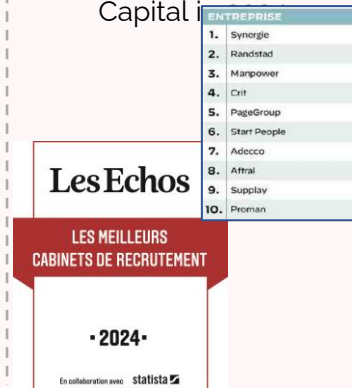 Capital
ENTREPRISE
1. Synergie
2. Randstad
3. Manpower
4. Crit
5. PageGroup
6. Start People
7. Adecco
8. Aftral
9. Supplay
10. Proman
Les Echos
LES MEILLEURS
CABINETS DE RECRUTEMENT
• 2024 •
En collaboration avec statista